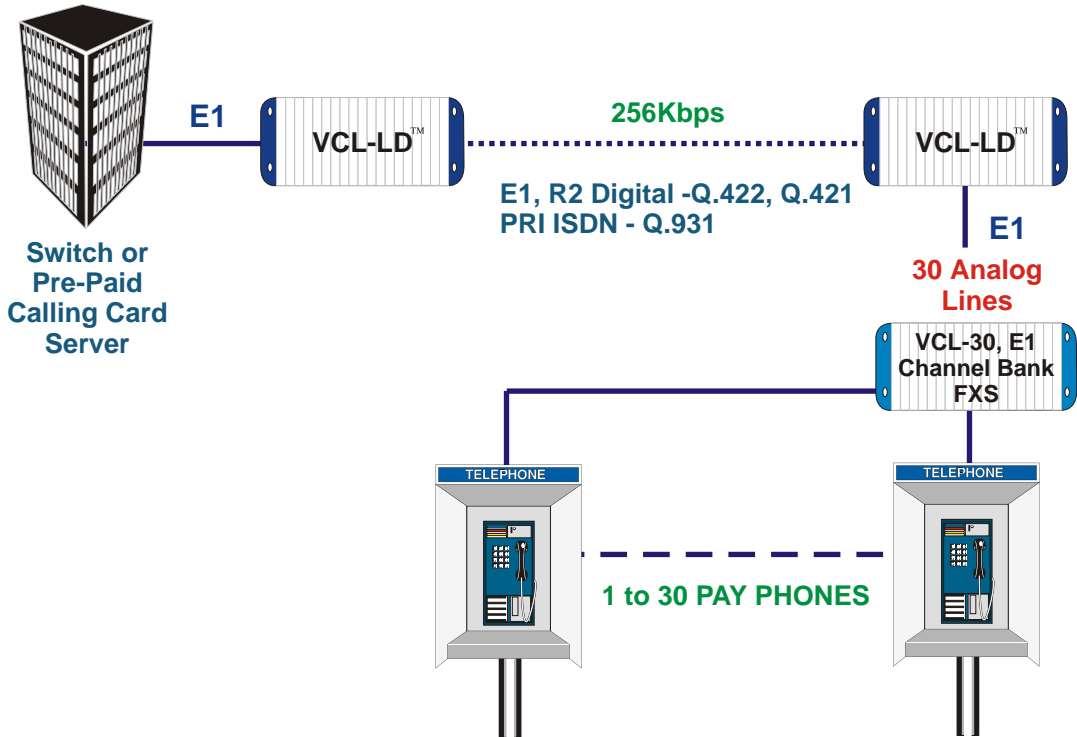 E1
VCL-LD™
256Kbps
VCL-LD™
E1, R2 Digital -Q.422, Q.421
PRI ISDN - Q.931
E1
Switch or
Pre-Paid
Calling Card
Server
30 Analog
Lines
VCL-30, E1
Channel Bank
FXS
TELEPHONE
TELEPHONE
1 to 30 PAY PHONES